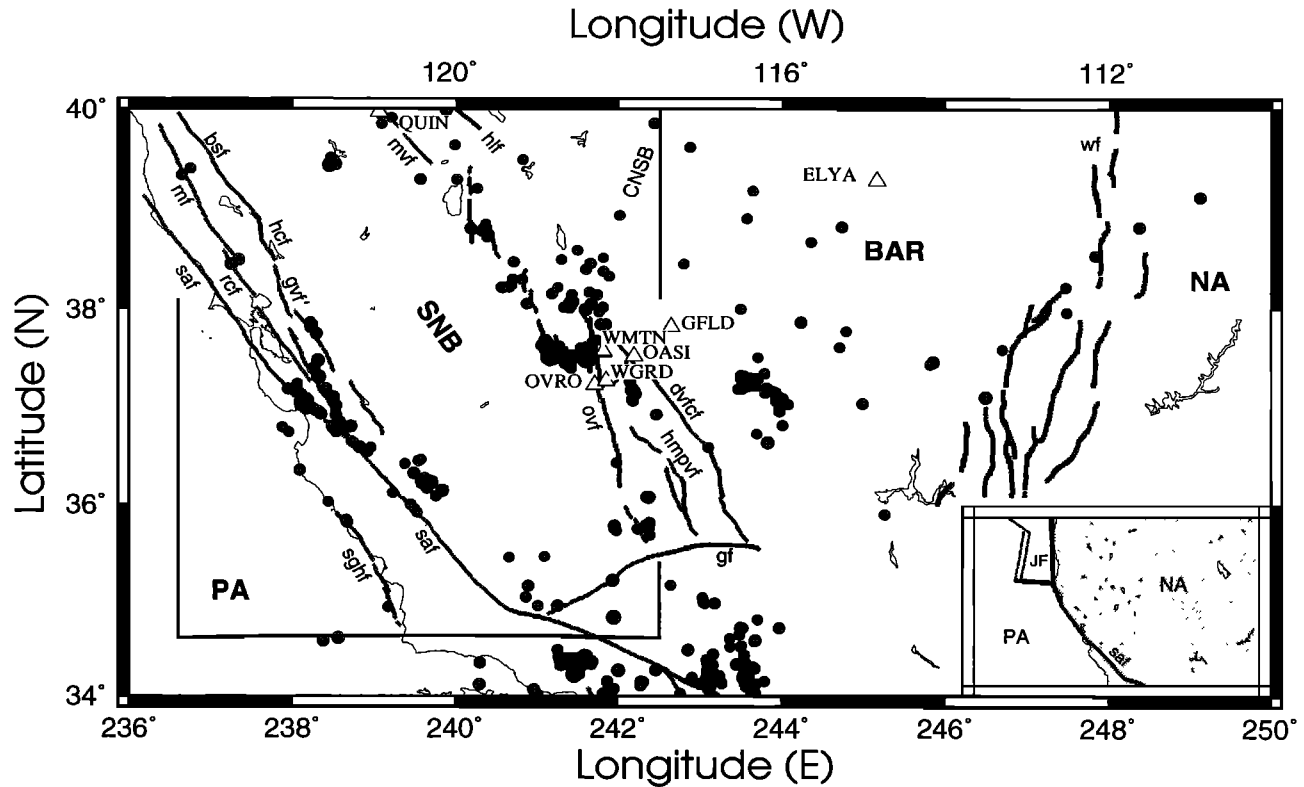 Longitude (W)
120° 116° 112°
40°
38°
36°
34°
Latitude (N)
QUIN
bsf
mvf
hlf
CNSB
ELYA
wf
mf
hcf
BAR
NA
saf
rcf
gvf
SNB
GFLD
WMTN
OASI
OVRO
WGRD
ovf
dvfcf
hmpvf
saf
sghf
gf
PA
JF
NA
PA
saf
236° 238° 240° 242° 244° 246° 248° 250°
Longitude (E)